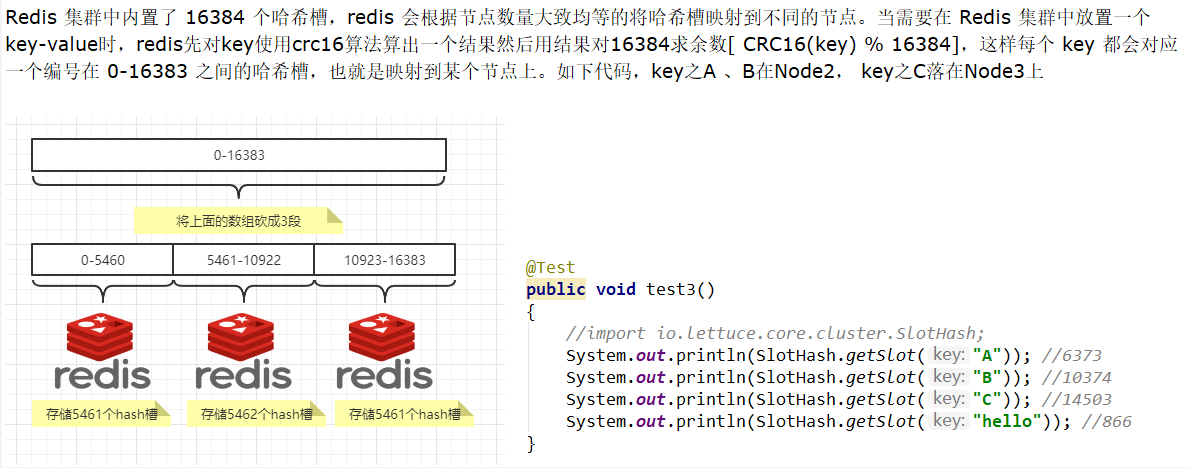 Redis 集群中内置了 16384 个哈希槽，redis 会根据节点数量大致均等的将哈希槽映射到不同的节点。当需要在 Redis 集群中放置一个
key-value时，redis先对key使用crc16算法算出一个结果然后用结果对16384求余数[ CRC16(key) % 16384]，这样每个 key 都会对应
一个编号在 0-16383 之间的哈希槽，也就是映射到某个节点上。如下代码，key之A 、B在Node2， key之C落在Node3上
0-16383
将上面的数组砍成3段
0-5460 5461-10922 10923-16383
redis redis redis
存储5461个hash槽 存储5462个hash槽 存储5461个hash槽
@Test
public void test3()
{
//import io.lettuce.core.cluster.SlotHash;
System.out.println(SlotHash.getSlot( key: "A")); //6373
System.out.println(SlotHash.getSlot( key: "B")); //10374
System.out.println(SlotHash.getSlot( key: "C")); //14503
System.out.println(SlotHash.getSlot( key: "hello")); //866
}